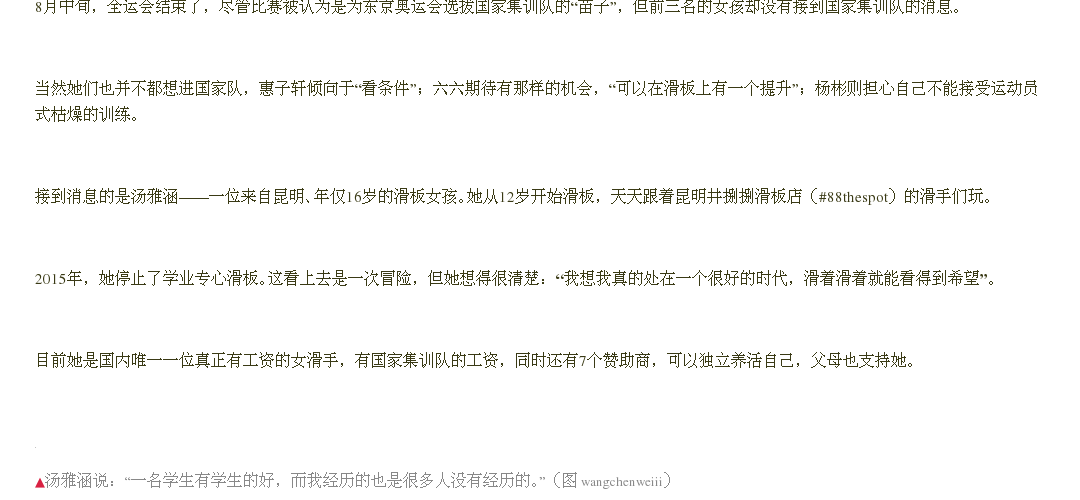 8月中旬，全运会结束了，尽管比赛被认为是为东京奥运会选拔国家集训队的“苗子”，但前三名的女孩却没有接到国家集训队的消息。
当然她们也并不都想进国家队，惠子轩倾向于“看条件”；六六期待有那样的机会，“可以在滑板上有一个提升”；杨彬则担心自己不能接受运动员
式枯燥的训练。
接到消息的是汤雅涵——一位来自昆明、年仅16岁的滑板女孩。她从12岁开始滑板，天天跟着昆明井捌捌滑板店（#88thespot）的滑手们玩。
2015年，她停止了学业专心滑板。这看上去是一次冒险，但她想得很清楚：“我想我真的处在一个很好的时代，滑着滑着就能看得到希望”。
目前她是国内唯一一位真正有工资的女滑手，有国家集训队的工资，同时还有7个赞助商，可以独立养活自己，父母也支持她。
▲汤雅涵说：“一名学生有学生的好，而我经历的也是很多人没有经历的。”（图 wangchenweiii）